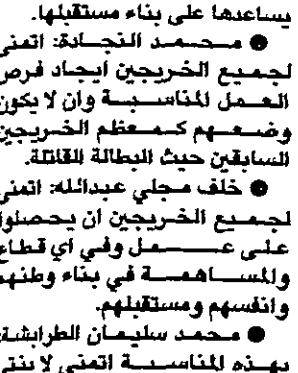 يساعدها على بناء مستقبلها.
● محمد النجادة: اتمنى
لجميع الخريجين ايجاد فرص
العمل المناسبة وان لا يكون
وضعهم كمعظم الخريجين
السابقين حيث البطالة القاتلة.
● خلف مجلي عبدالله: اتمنى
لجميع الخريجين ان يحصلوا
على عمل وفي اي قطاع
والمساهمة في بناء وطنهم
وانفسهم ومستقبلهم.
● محمد سليمان الطرابشة:
بهذه المناسبة اتمنى لا بنتي